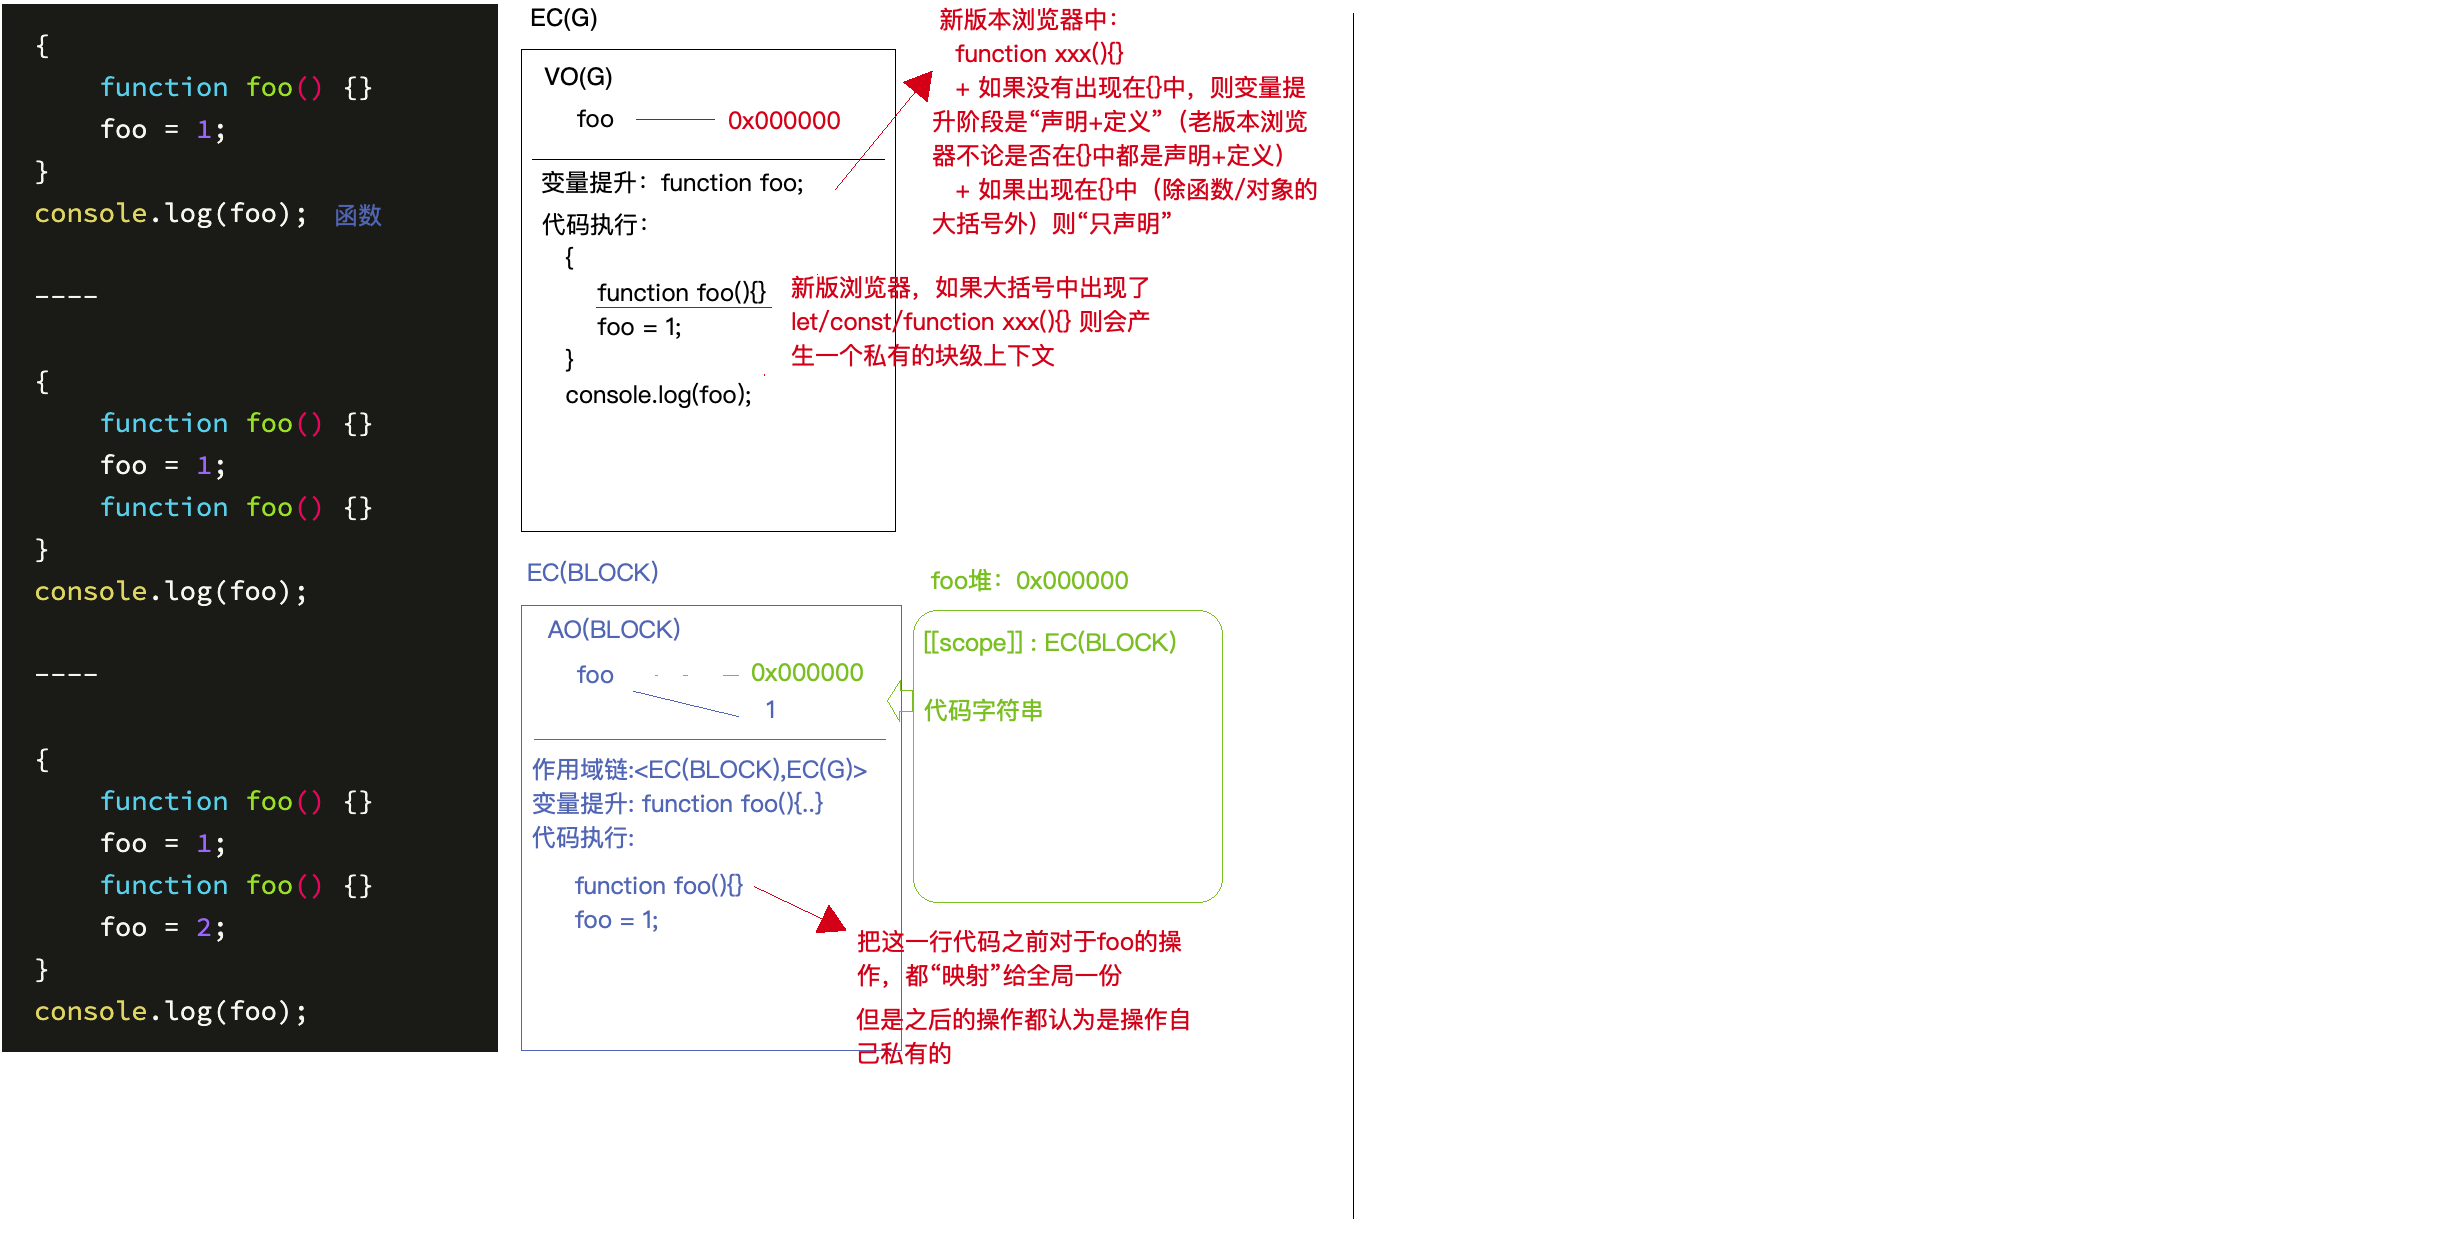 {
function foo() {}
foo = 1;
}
console.log(foo); 函数
----
{
function foo() {}
foo = 1;
function foo() {}
}
console.log(foo);
----
{
function foo() {}
foo = 1;
function foo() {}
foo = 2;
}
console.log(foo);
EC(G)
VO(G)
foo 0x000000
变量提升：function foo;
代码执行：
{
function foo(){}
foo = 1;
}
console.log(foo);
新版本浏览器中：
function xxx(){}
+ 如果没有出现在{}中，则变量提
升阶段是“声明+定义”（老版本浏览
器不论是否在{}中都是声明+定义）
+ 如果出现在{}中（除函数/对象的
大括号外）则“只声明”
新版浏览器，如果大括号中出现了
let/const/function xxx(){} 则会产
生一个私有的块级上下文
EC(BLOCK)
AO(BLOCK)
foo 0x000000
1
作用域链:<EC(BLOCK),EC(G)>
变量提升: function foo(){..}
代码执行:
function foo(){}
foo = 1;
foo堆：0x000000
[[scope]] : EC(BLOCK)
代码字符串
把这一行代码之前对于foo的操
作，都“映射”给全局一份
但是之后的操作都认为是操作自
己私有的